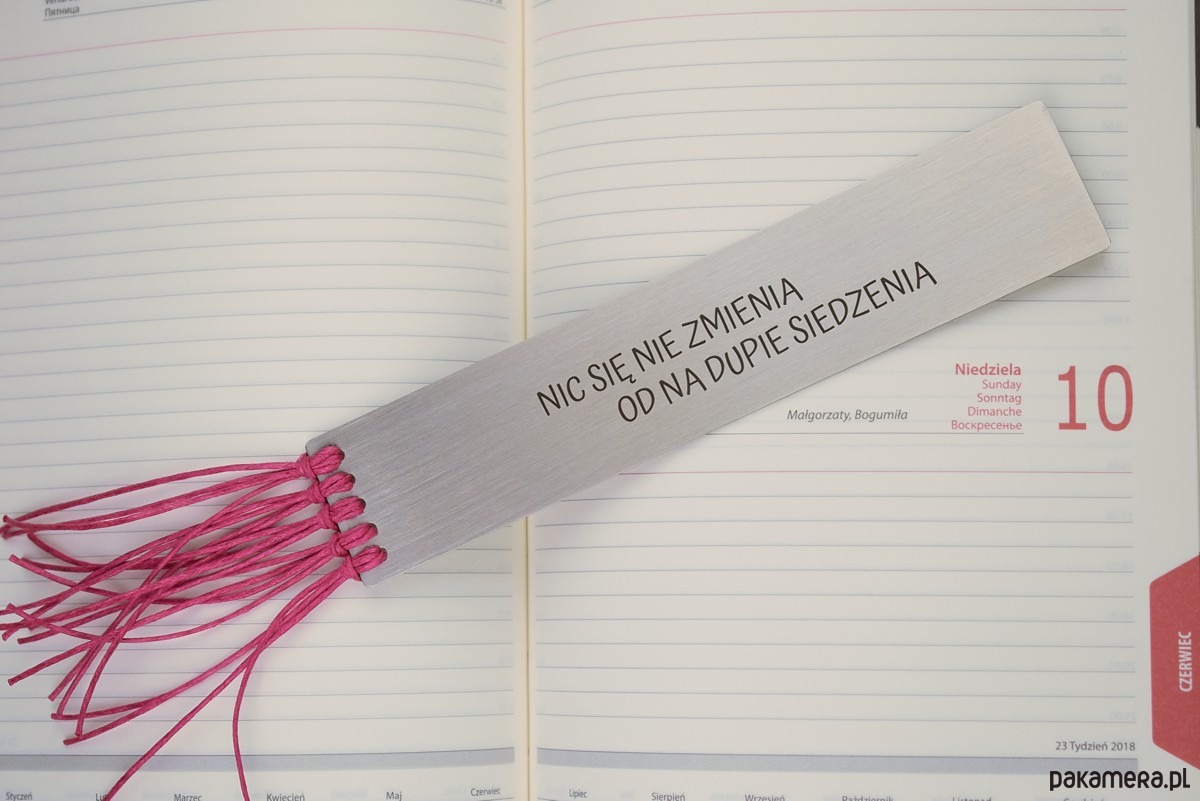 Пятница
NIC SIĘ NIE ZMIENIA
OD NA DUPIE SIEDZENIA
Niedziela
Sunday
Sonntag
Dimanche
Воскресенье
10
Małgorzaty, Bogumiła
CZERWIEC
23 Tydzień 2018
Styczeń
Marzec
Kwiecień
Maj
Czerwiec
Lipiec
Sierpień
Wrzesień
Październik
Listopad
pakamera.pl